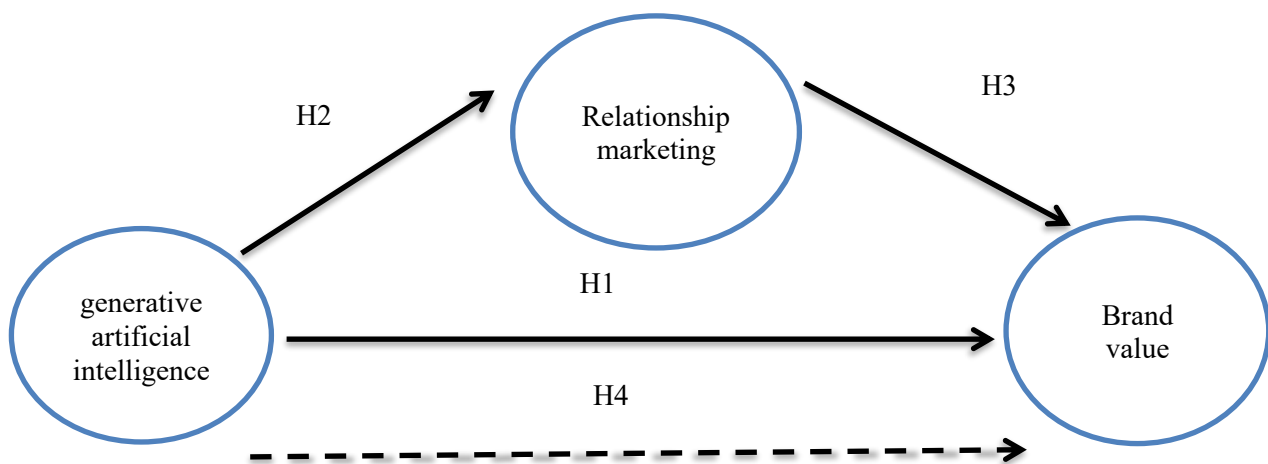 H2
H3
Relationship
marketing
H1
generative
artificial
intelligence
Brand
value
H4